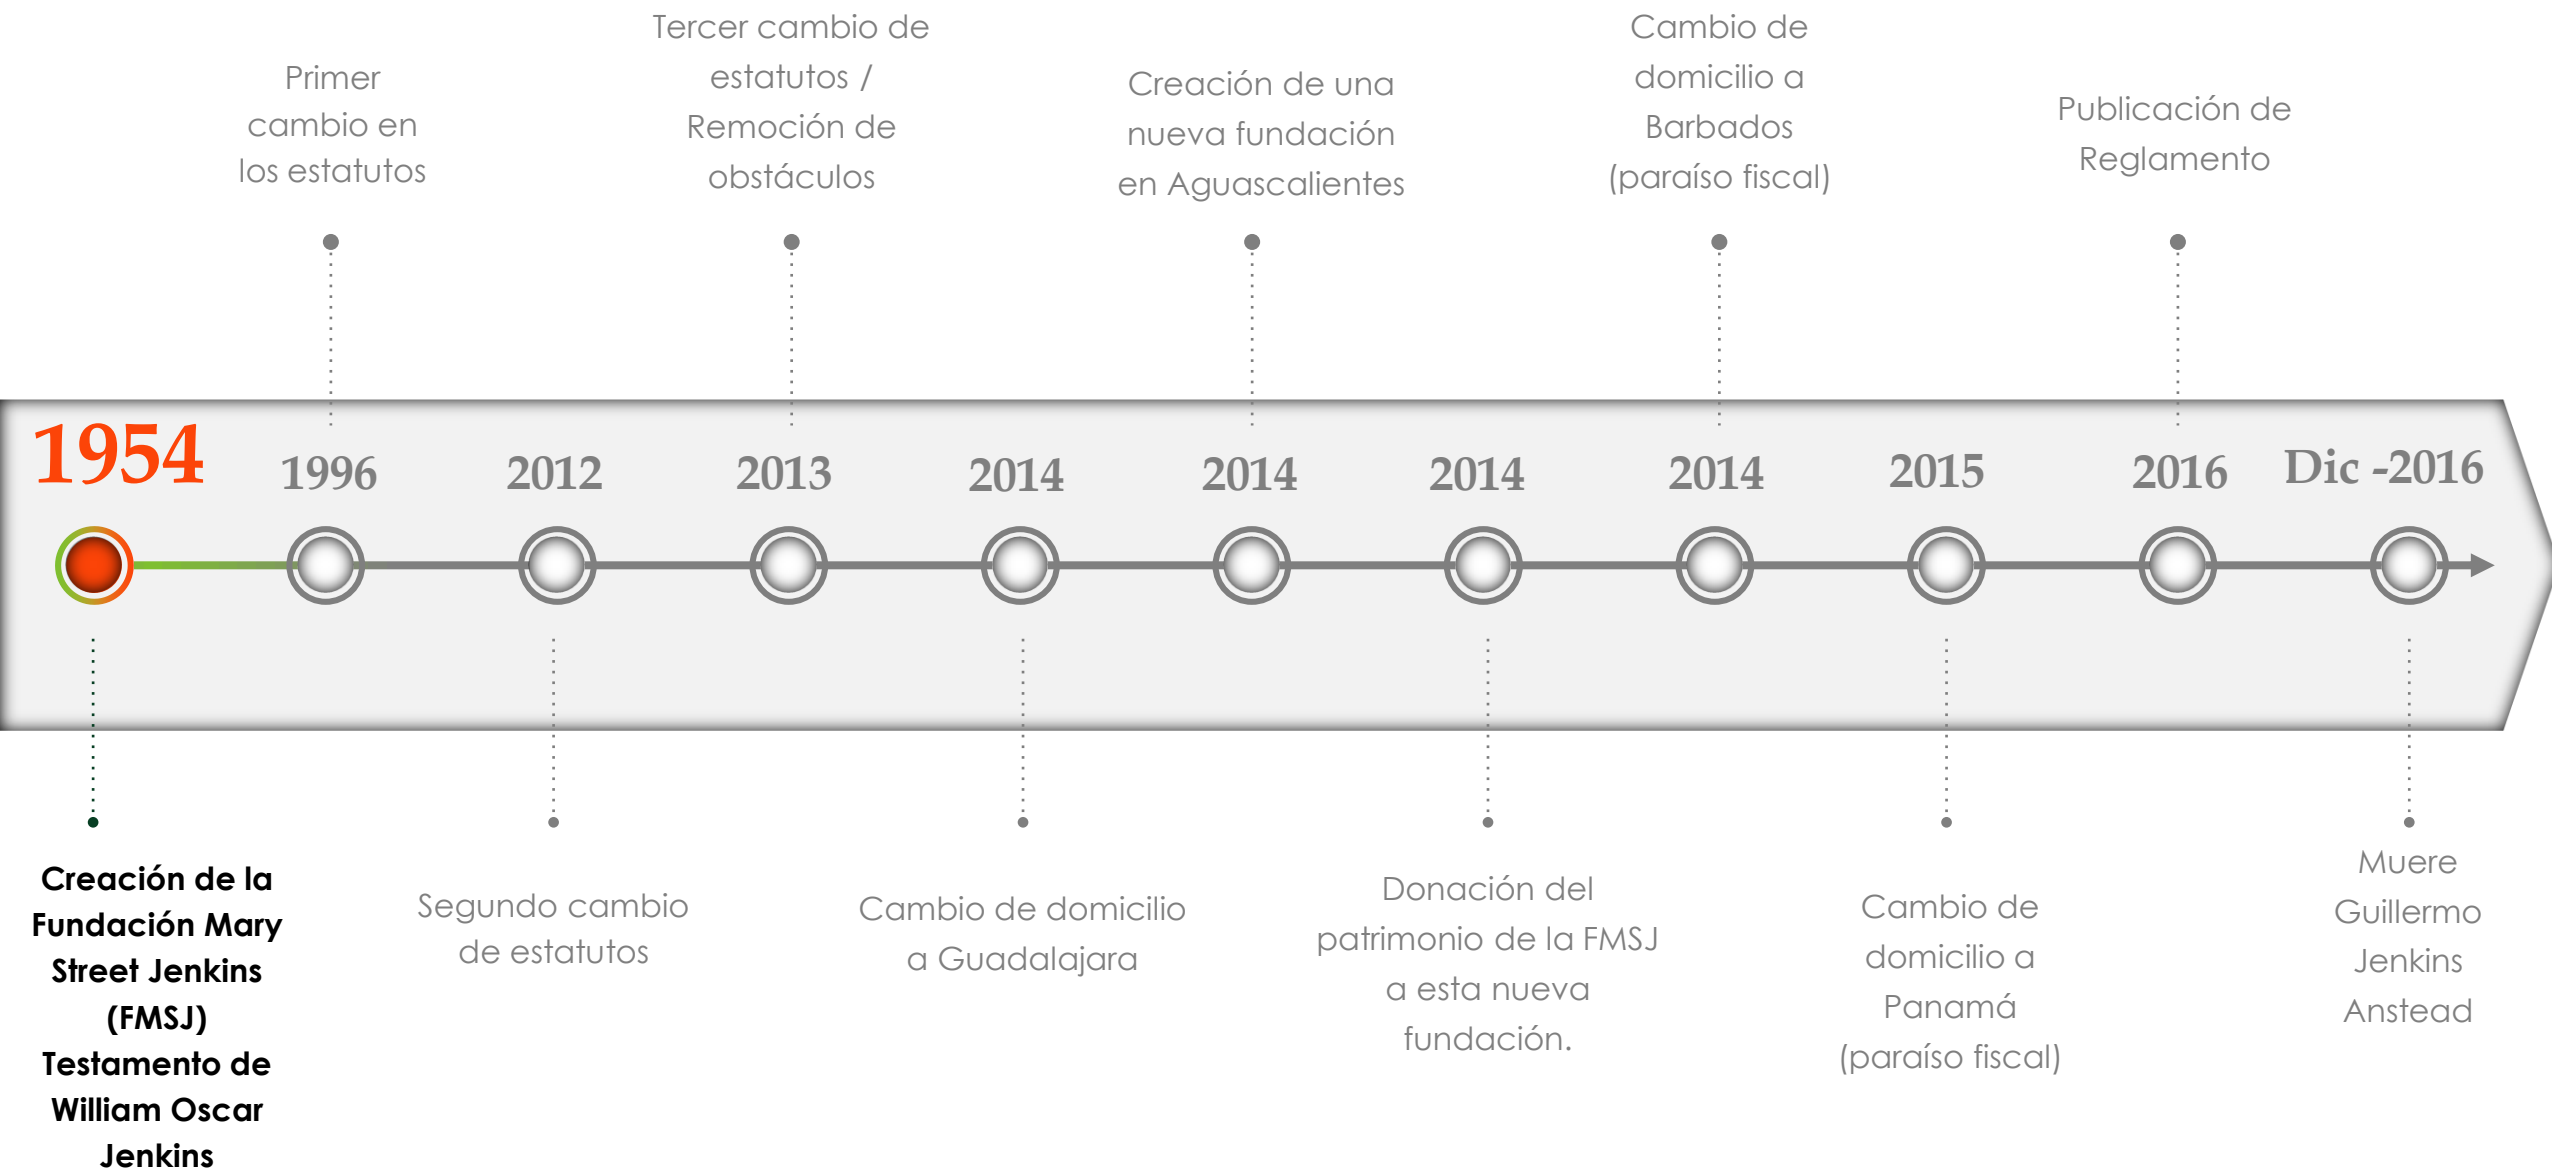 Primer
cambio en
los estatutos
Tercer cambio de
estatutos /
Remoción de
obstáculos
Creación de una
nueva fundación
en Aguascalientes
Cambio de
domicilio a
Barbados
(paraíso fiscal)
Publicación de
Reglamento
1954
1996
2012
2013
2014
2014
2014
2014
2015
2016
Dic -2016
Creación de la
Fundación Mary
Street Jenkins
(FMSJ)
Testamento de
William Oscar
Jenkins
Segundo cambio
de estatutos
Cambio de domicilio
a Guadalajara
Donación del
patrimonio de la FMSJ
a esta nueva
fundación.
Cambio de
domicilio a
Panamá
(paraíso fiscal)
Muere
Guillermo
Jenkins
Anstead